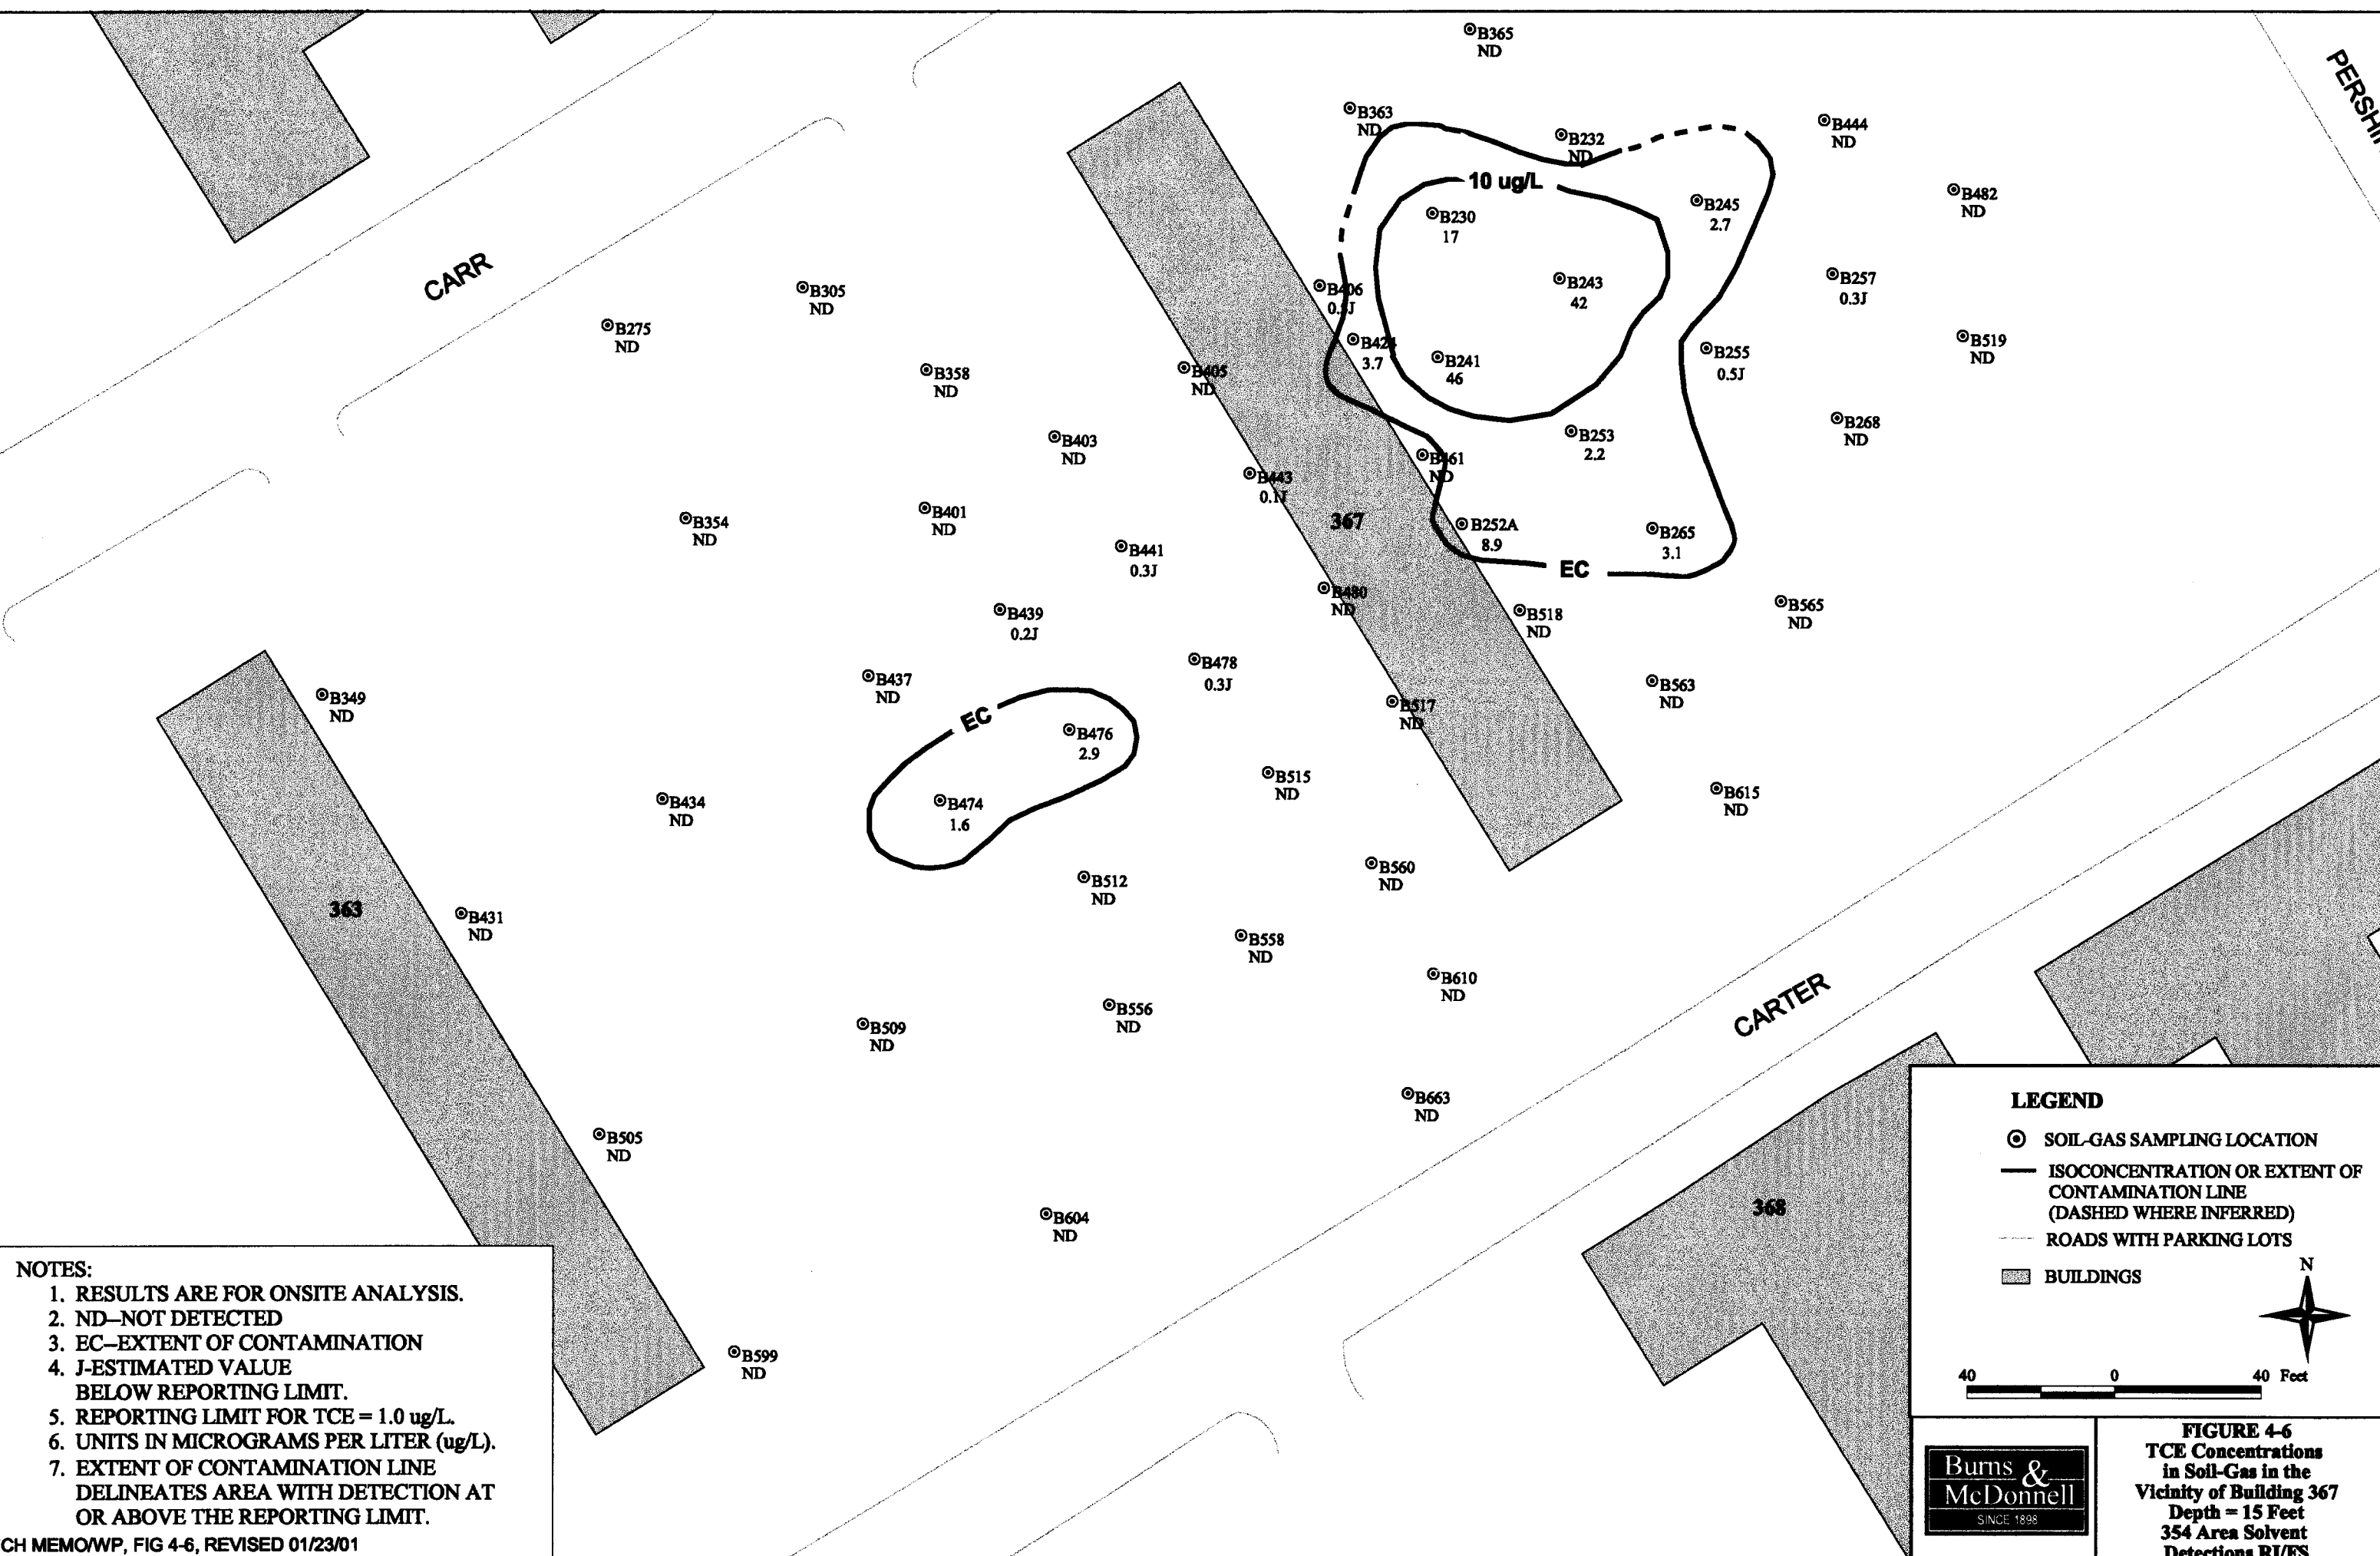 B365
ND
PERSHI
B363
ND
B232
ND
B444
ND
10 ug/L
B230
17
B245
2.7
B482
ND
CARR
B305
ND
B275
ND
B406
B243
42
B257
0.3J
B424
3.7
B241
46
B255
0.5J
B519
ND
B358
ND
B405
ND
B403
ND
B253
2.2
B268
ND
B461
ND
B443
0.1J
B401
ND
B354
ND
367
B252A
8.9
B265
3.1
B441
0.3J
EC
B439
0.2J
B480
ND
B518
ND
B565
ND
B478
0.3J
B437
ND
B349
ND
B563
ND
B517
ND
EC
B476
2.9
B515
ND
B434
ND
B474
1.6
B615
ND
B512
ND
B560
ND
363
B431
ND
B558
ND
B610
ND
B556
ND
B509
ND
CARTER
B663
ND
B505
ND
B604
ND
368
B599
ND
LEGEND
SOIL-GAS SAMPLING LOCATION
ISOCONCENTRATION OR EXTENT OF
CONTAMINATION LINE
(DASHED WHERE INFERRED)
ROADS WITH PARKING LOTS
BUILDINGS
N
40 0 40 Feet
NOTES:
1. RESULTS ARE FOR ONSITE ANALYSIS.
2. ND–NOT DETECTED
3. EC–EXTENT OF CONTAMINATION
4. J-ESTIMATED VALUE
BELOW REPORTING LIMIT.
5. REPORTING LIMIT FOR TCE = 1.0 ug/L.
6. UNITS IN MICROGRAMS PER LITER (ug/L).
7. EXTENT OF CONTAMINATION LINE
DELINEATES AREA WITH DETECTION AT
OR ABOVE THE REPORTING LIMIT.
CH MEMO/WP, FIG 4-6, REVISED 01/23/01
Burns &
McDonnell
SINCE 1898
FIGURE 4-6
TCE Concentrations
in Soil-Gas in the
Vicinity of Building 367
Depth = 15 Feet
354 Area Solvent
Detections RI/FS